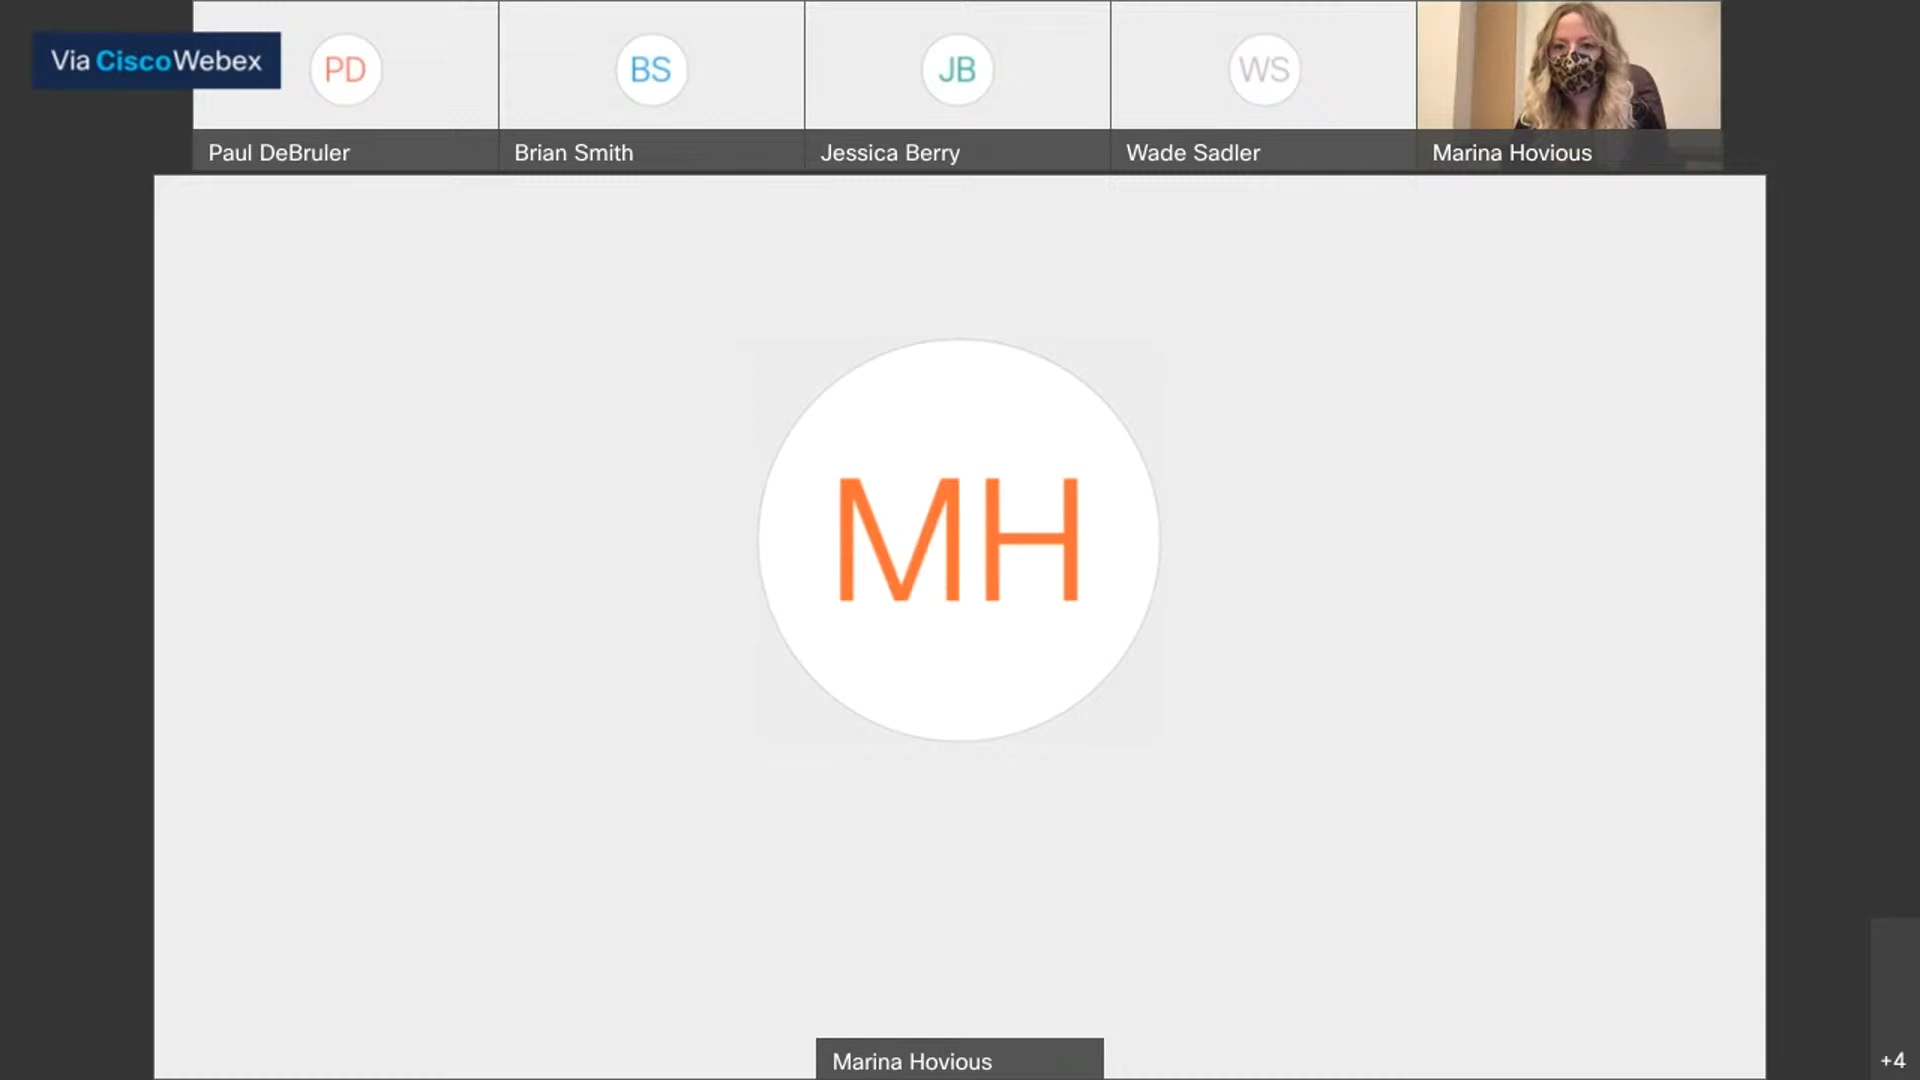 Via CiscoWebex
PD
BS
JB
WS
Paul DeBruler
Brian Smith
Jessica Berry
Wade Sadler
Marina Hovious
MH
Marina Hovious
+4